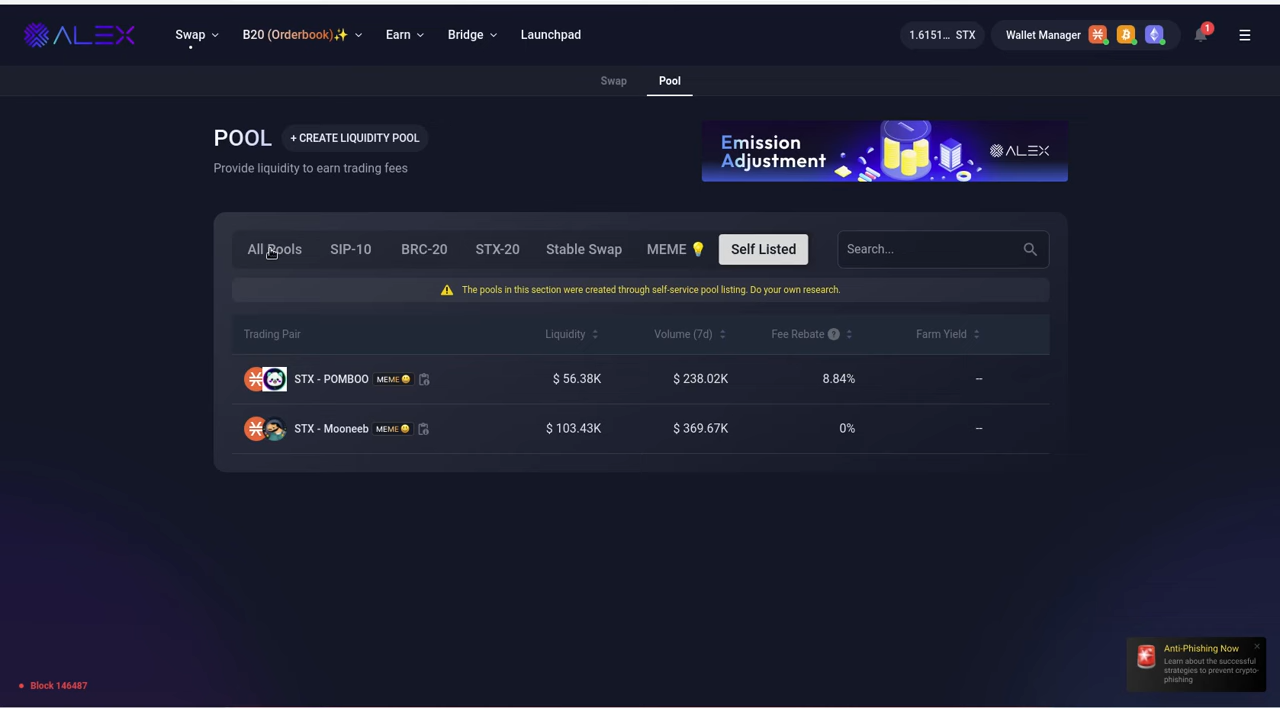 ALEX
Swap
B20 (Orderbook)✨
Earn
Bridge
Launchpad
1.6151... STX
Wallet Manager
1
Swap
Pool
POOL
+ CREATE LIQUIDITY POOL
Provide liquidity to earn trading fees
Emission
Adjustment
ALEX
All Pools
SIP-10
BRC-20
STX-20
Stable Swap
MEME 💡
Self Listed
Search...
The pools in this section were created through self-service pool listing. Do your own research.
Trading Pair
Liquidity
Volume (7d)
Fee Rebate ?
Farm Yield
STX - POMBOO MEME😀
$ 56.38K
$ 238.02K
8.84%
--
STX - Mooneeb MEME😀
$ 103.43K
$ 369.67K
0%
--
Block 146487
Anti-Phishing Now
Learn about the successful
strategies to prevent crypto-
phishing